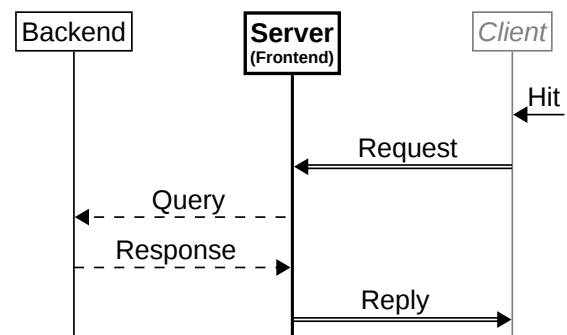 Backend
Server
(Frontend)
Client
Hit
Request
Query
Response
Reply